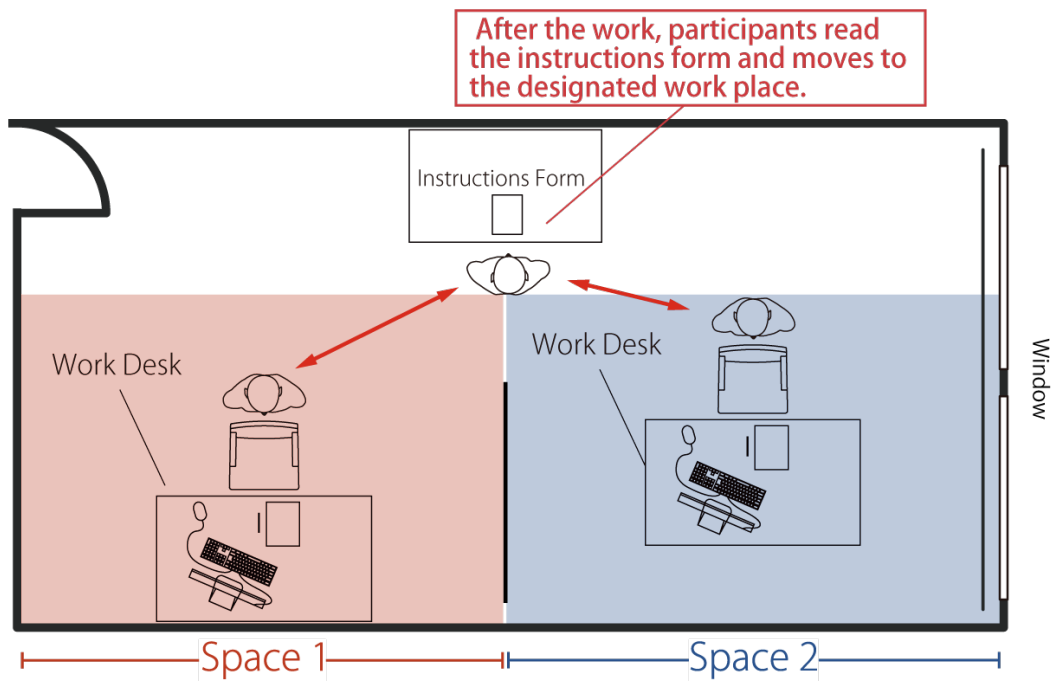 After the work, participants read
the instructions form and moves to
the designated work place.
Instructions Form
Work Desk
Work Desk
Window
Space 1
Space 2